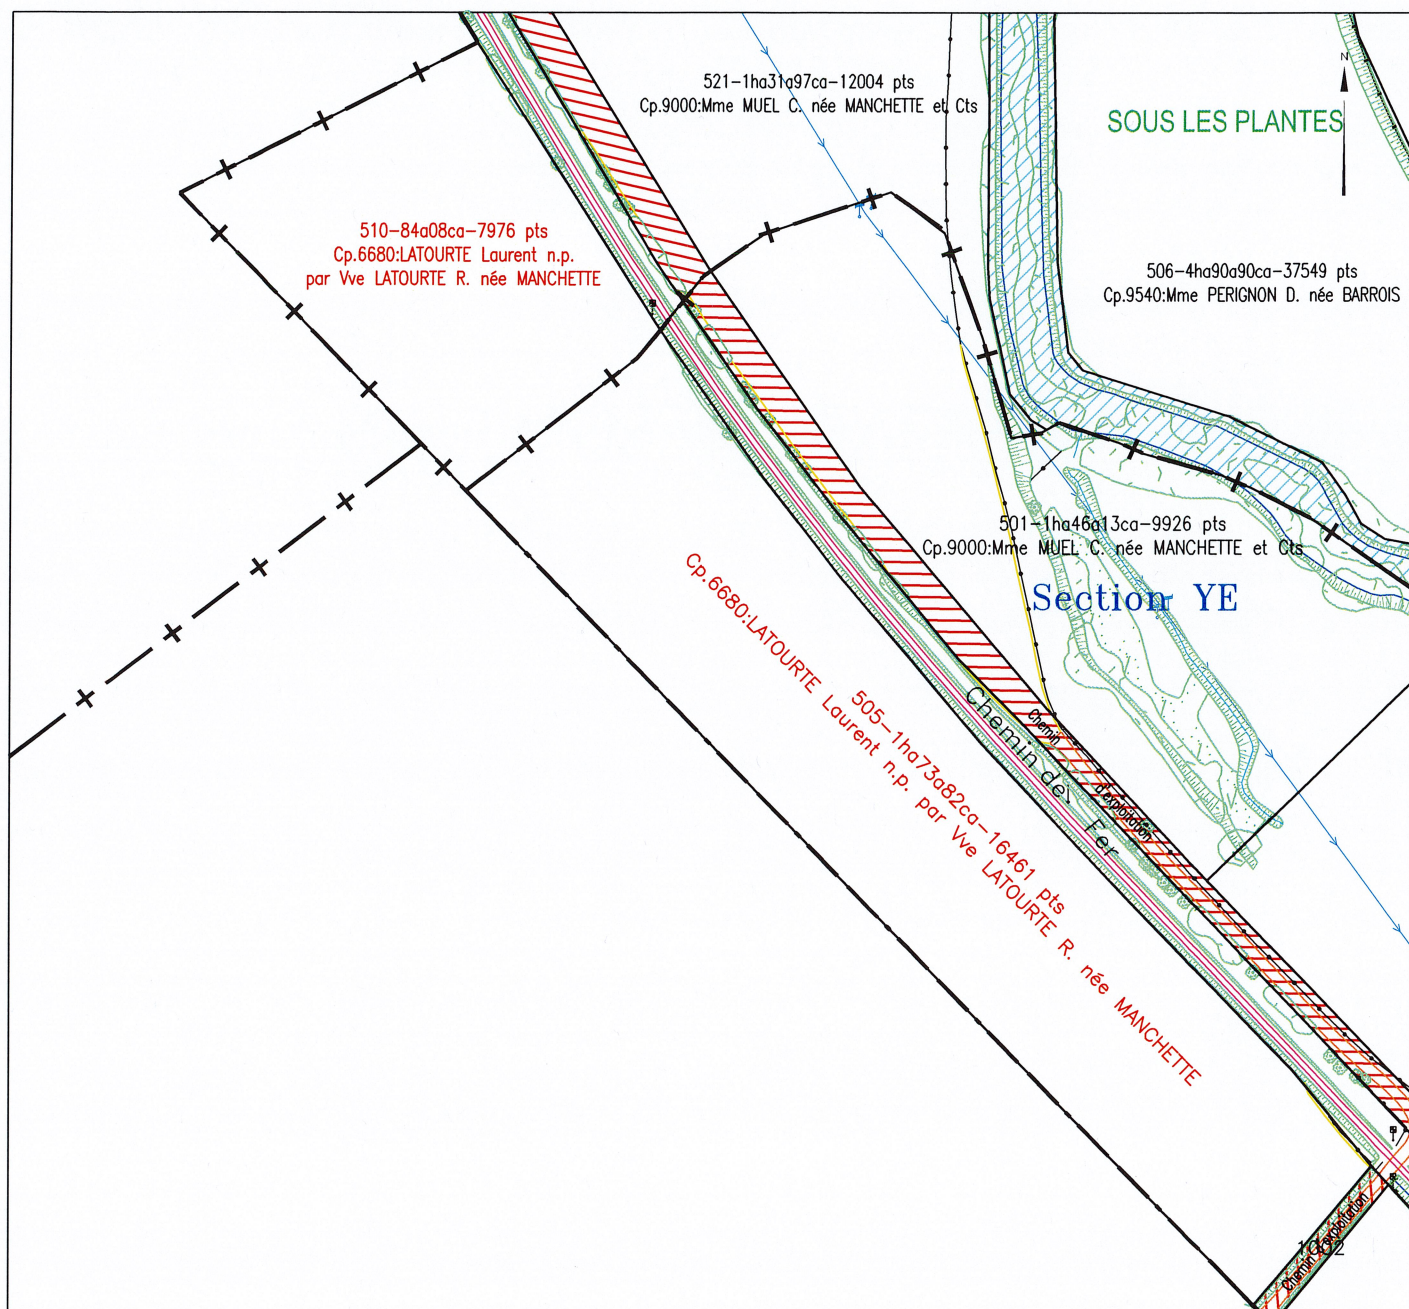 521-1ha31a97ca-12004 pts
Cp.9000:Mme MUEL C. née MANCHETTE et Cts
N
SOUS LES PLANTES
510-84a08ca-7976 pts
Cp.6680:LATOURTE Laurent n.p.
par Vve LATOURTE R. née MANCHETTE
506-4ha90a90ca-37549 pts
Cp.9540:Mme PERIGNON D. née BARROIS
501-1ha46a13ca-9926 pts
Cp.9000:Mme MUEL C. née MANCHETTE et Cts
Section YE
505-1ha73a82ca-16461 pts
Cp.6680:LATOURTE Laurent n.p. par Vve LATOURTE R. née MANCHETTE
Chemin de Fer
Chemin d'exploitation
Chemin d'exploitation